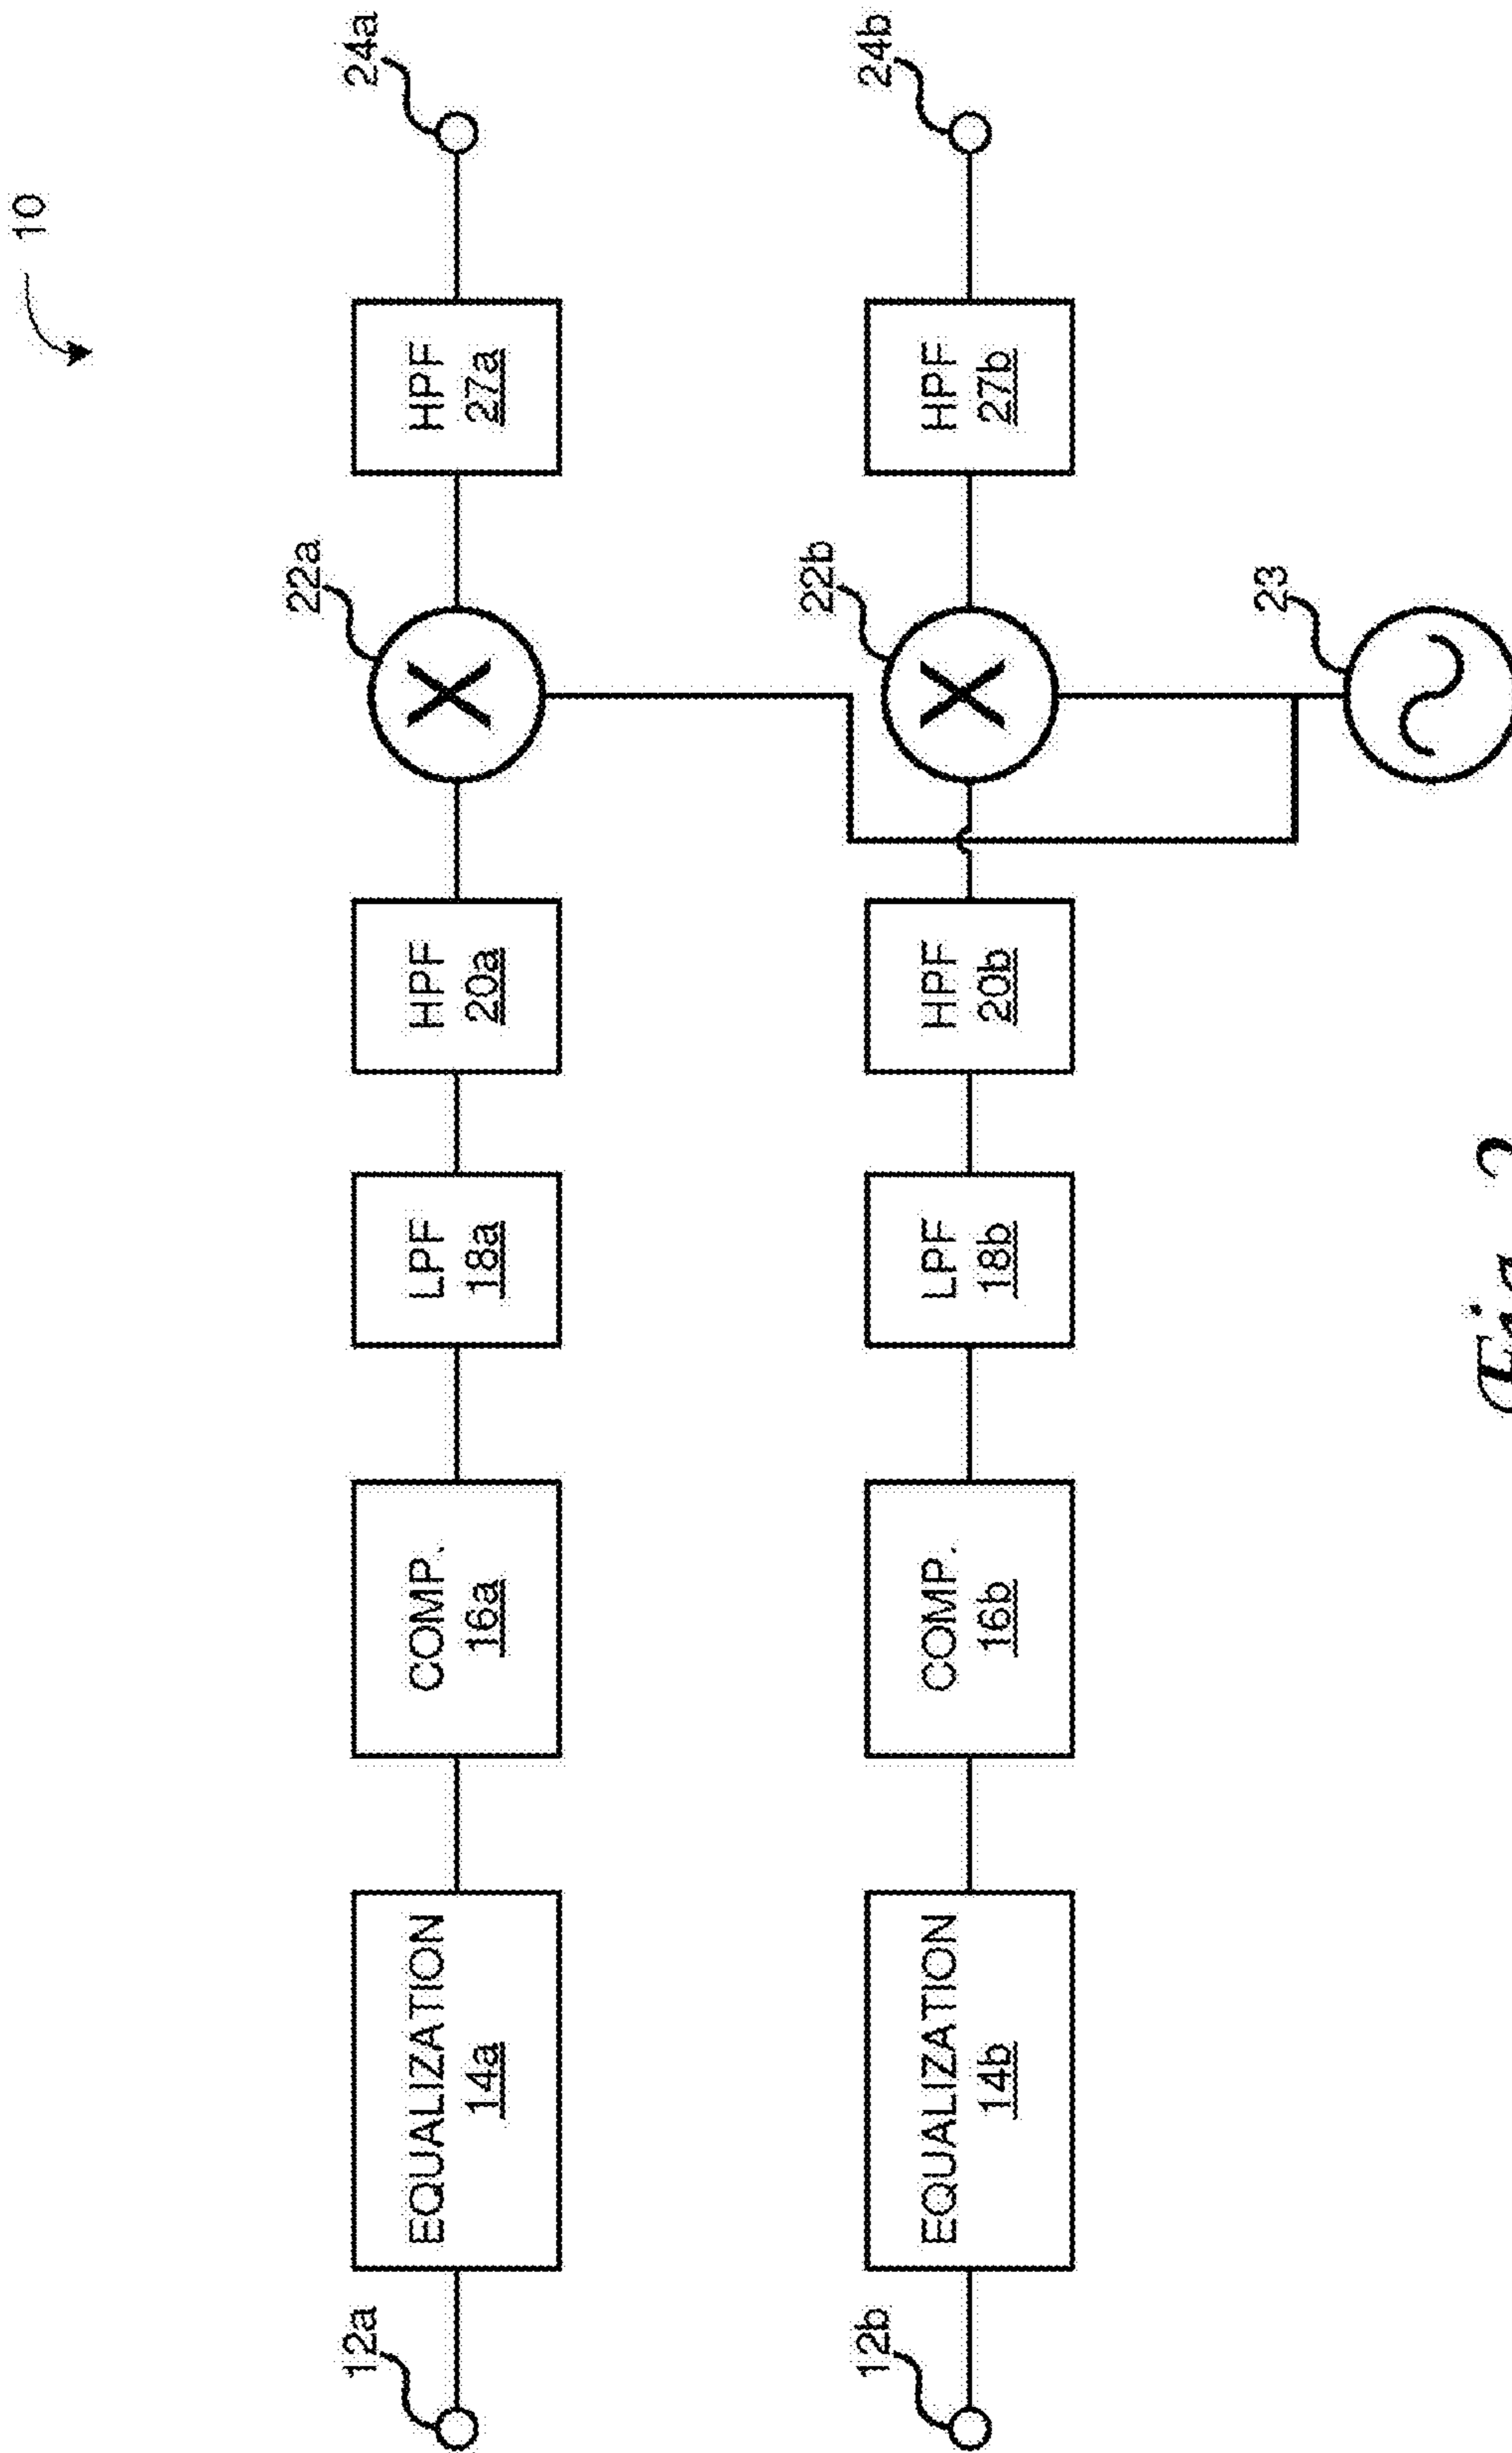 10
12a
EQUALIZATION
14a
COMP.
16a
LPF
18a
HPF
20a
22a
X
HPF
27a
24a
12b
EQUALIZATION
14b
COMP.
16b
LPF
18b
HPF
20b
22b
X
HPF
27b
24b
23